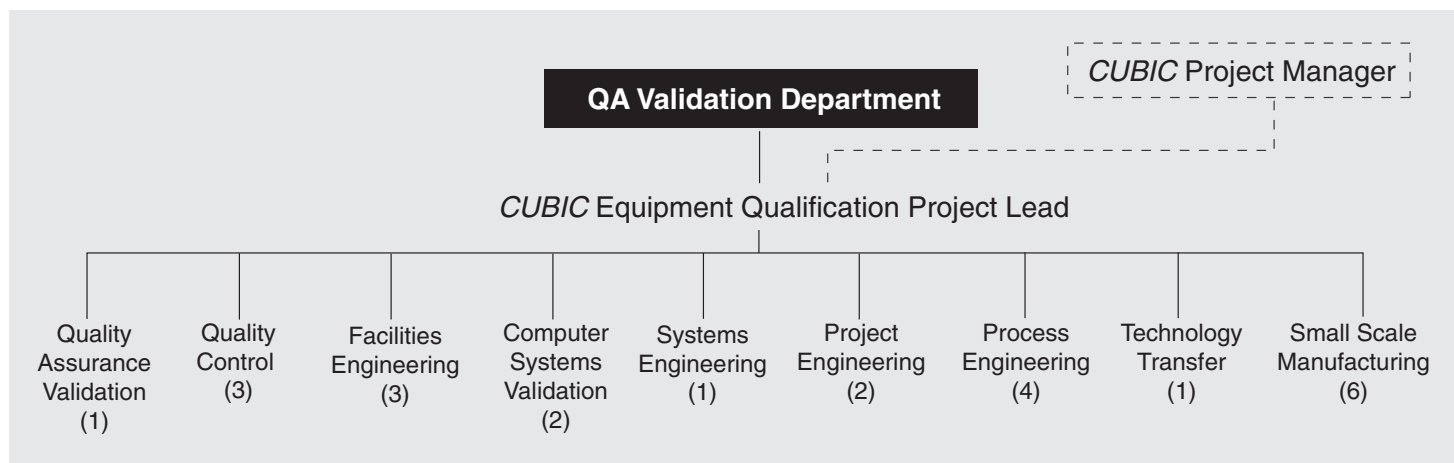 CUBIC Project Manager
QA Validation Department
CUBIC Equipment Qualification Project Lead
Quality
Assurance
Validation
(1)
Quality
Control
(3)
Facilities
Engineering
(3)
Computer
Systems
Validation
(2)
Systems
Engineering
(1)
Project
Engineering
(2)
Process
Engineering
(4)
Technology
Transfer
(1)
Small Scale
Manufacturing
(6)